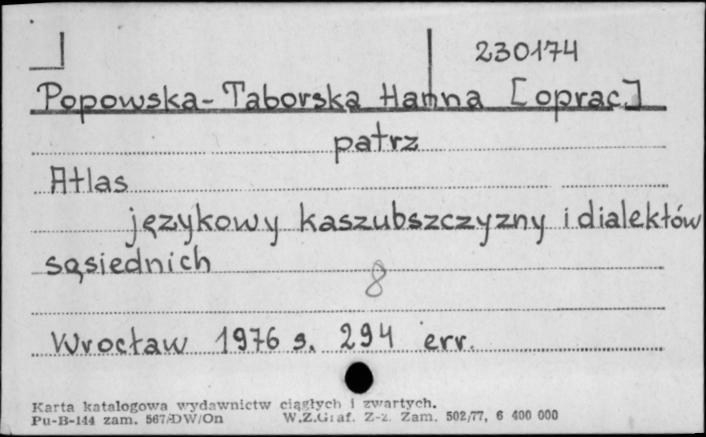 230174
Popowska-Taborska Hanna [oprac.]
patrz
Atlas
językowy kaszubszczyzny i dialektów
sąsiednich
8
Wrocław 1976 s. 294 err.
Karta katalogowa wydawnictw ciągłych i zwartych.
Pu-B-144 zam. 567/DW/On W.Z.Graf. Z-z. Zam. 502/77, 6 400 000